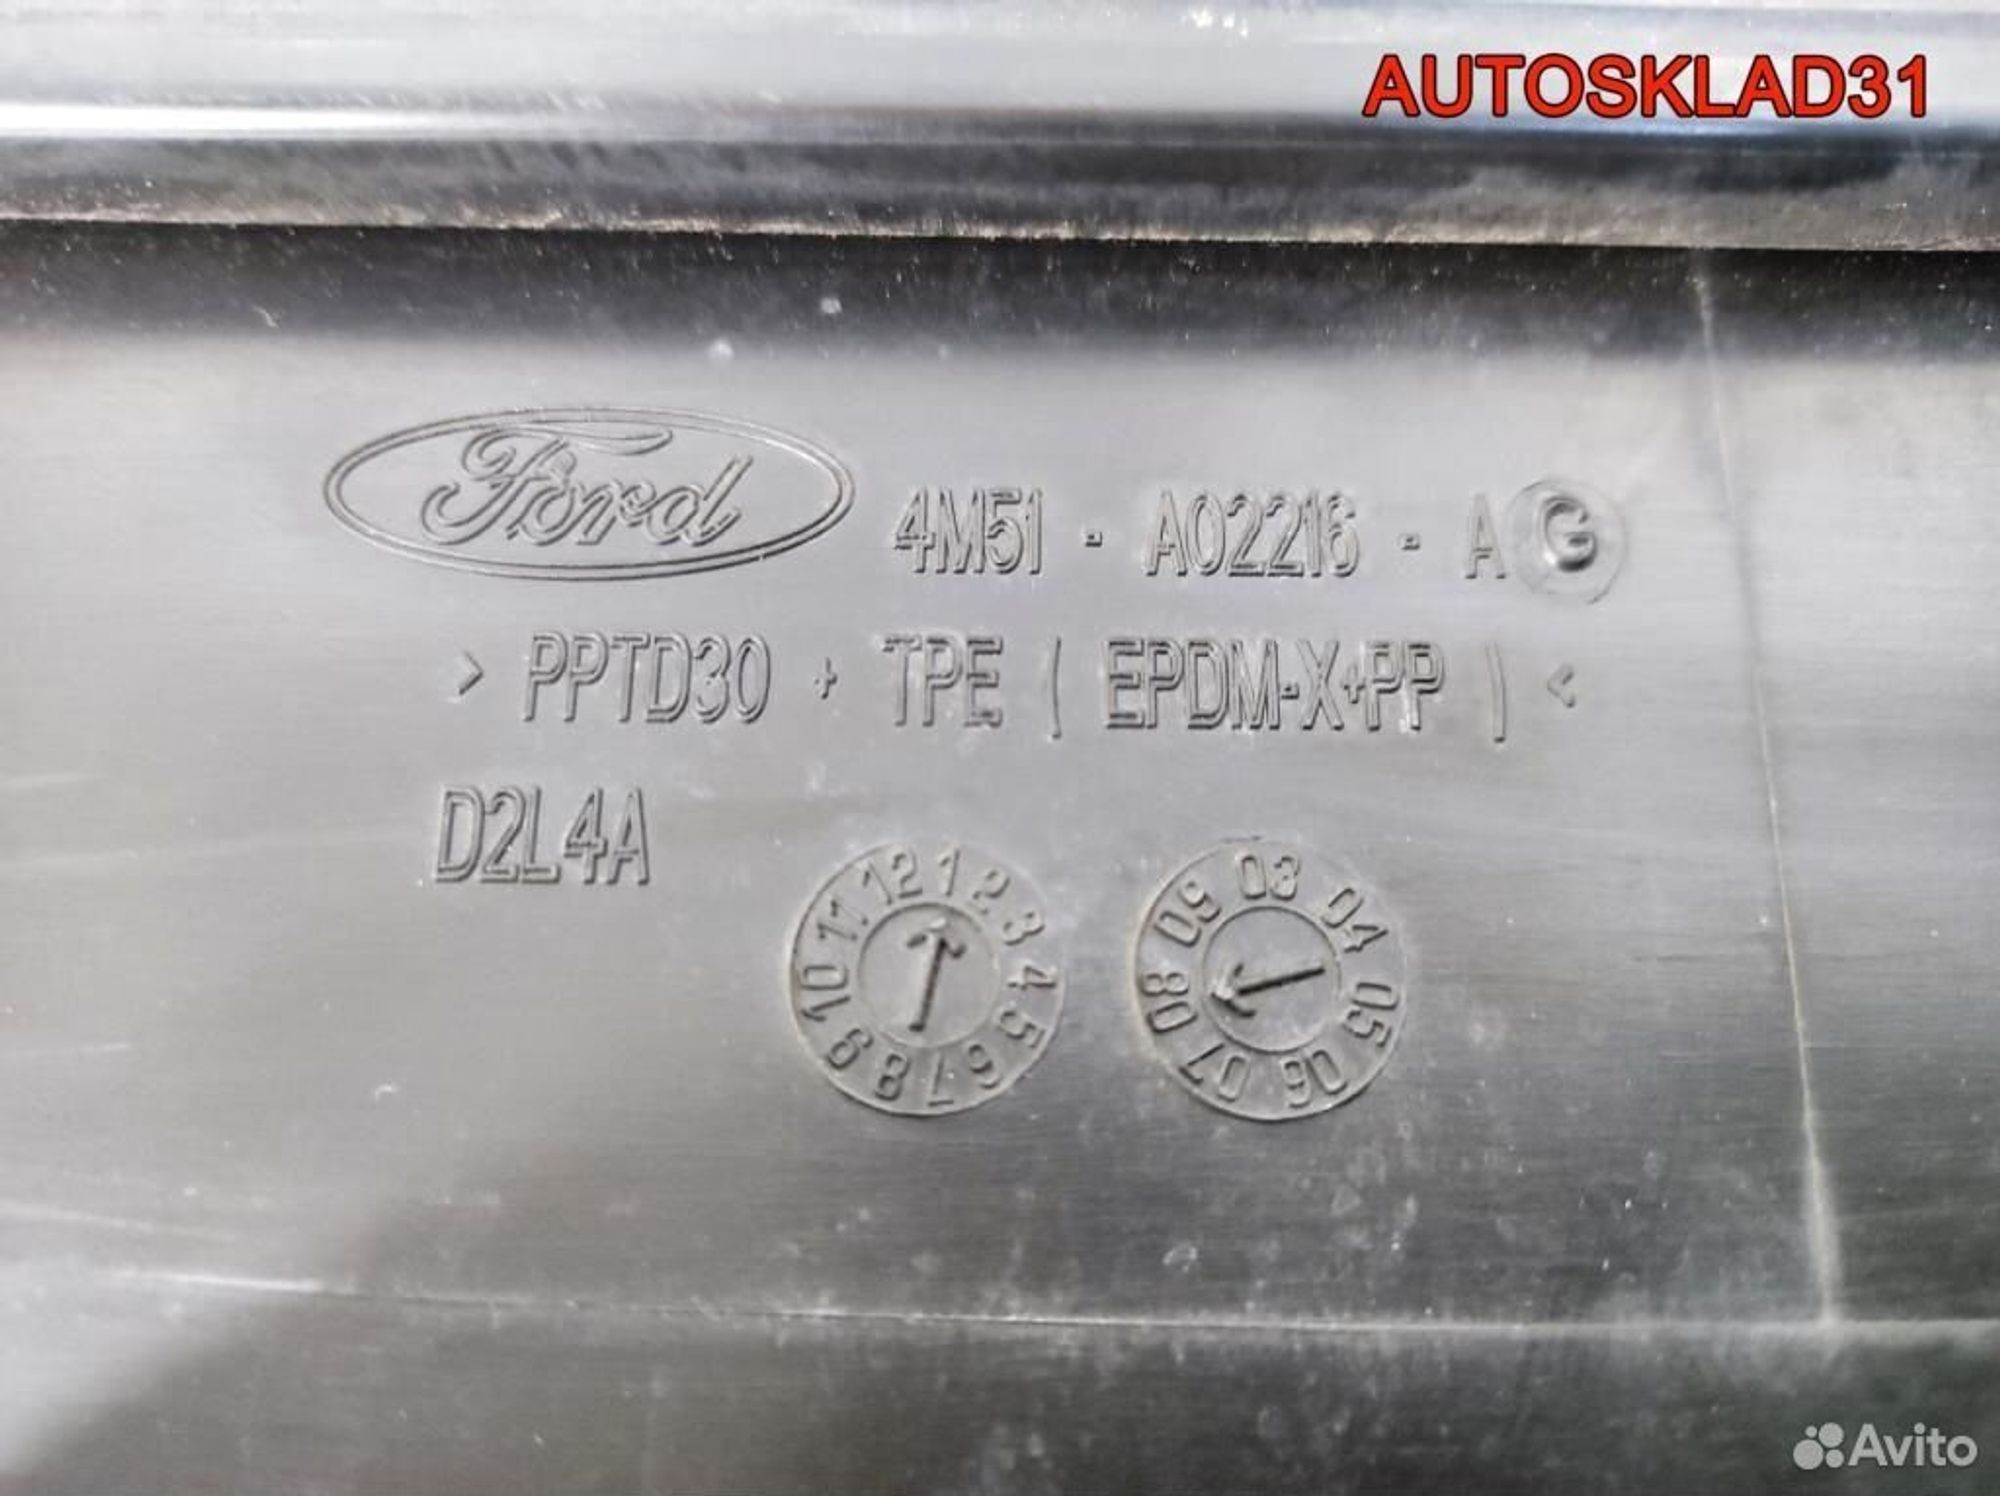 AUTOSKLAD31
Ford 4M51 - A02216 - AG
> PPTD30 + TPE ( EPDM-X+PP ) <
D2L4A
12 1 2 3 4 5 6 7 8 9 10 11
03 04 05 06 07 08 09
Avito